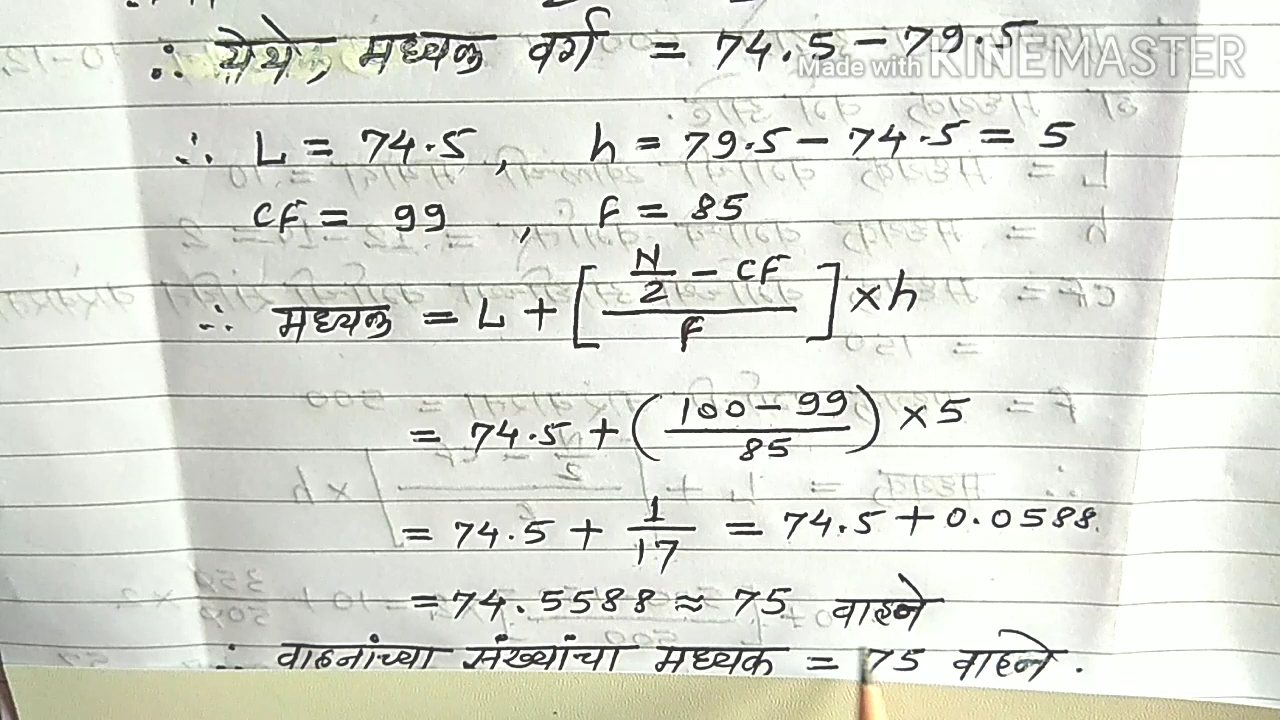 ∴ येथे, मध्यक वर्ग = 74.5 - 79.5
Made with KINEMASTER
∴ L = 74.5 , h = 79.5 - 74.5 = 5
cf = 99 , f = 85
∴ मध्यक = L + [ (N/2 - cf) / f ] × h
= 74.5 + ( (100 - 99) / 85 ) × 5
= 74.5 + 1/17 = 74.5 + 0.0588
= 74.5588 ≈ 75 वाहने
∴ वाहनांच्या संख्यांचा मध्यक = 75 वाहने .